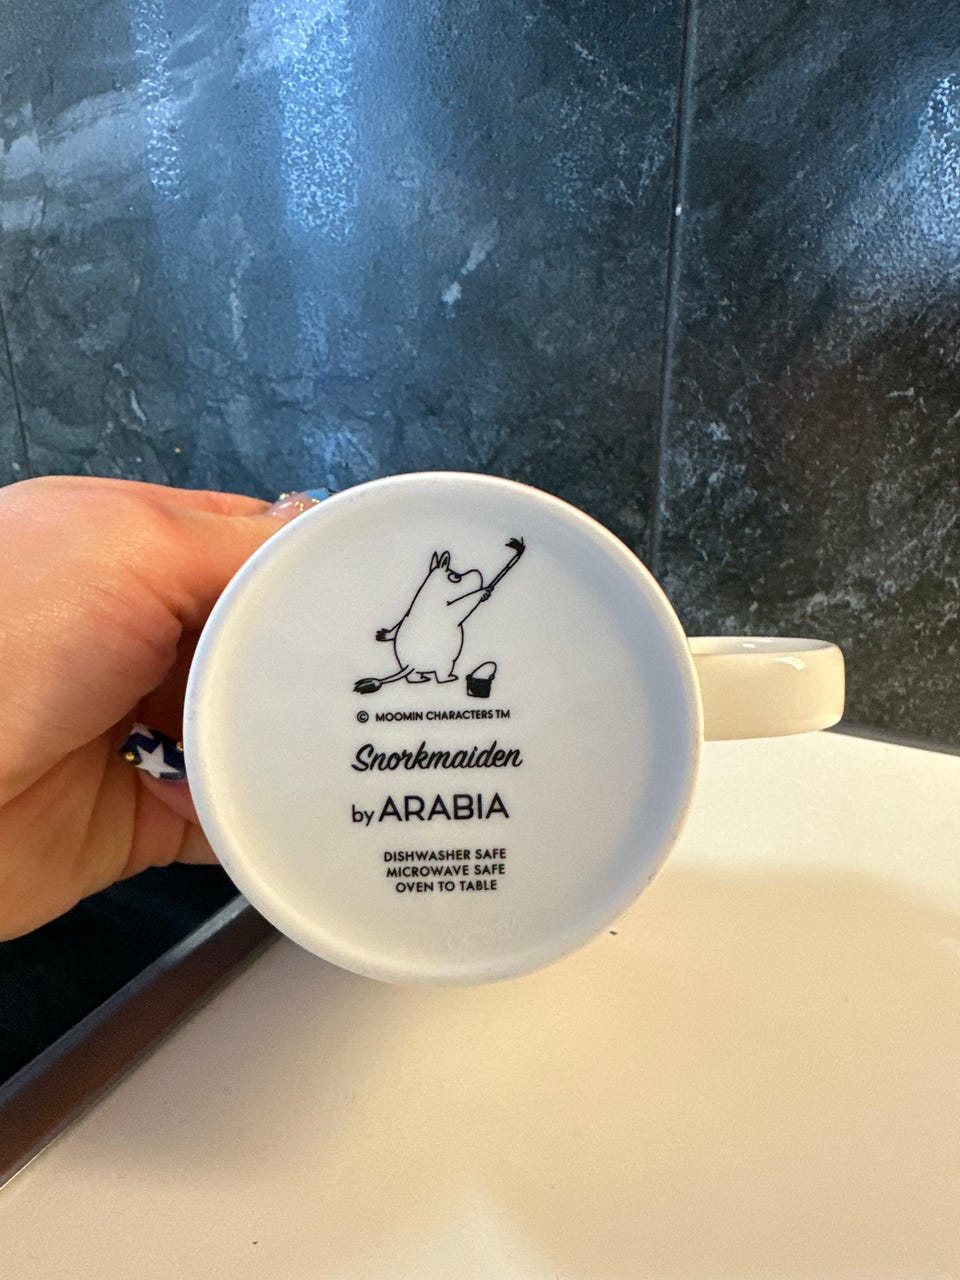 © MOOMIN CHARACTERS TM
Snorkmaiden
by ARABIA
DISHWASHER SAFE
MICROWAVE SAFE
OVEN TO TABLE